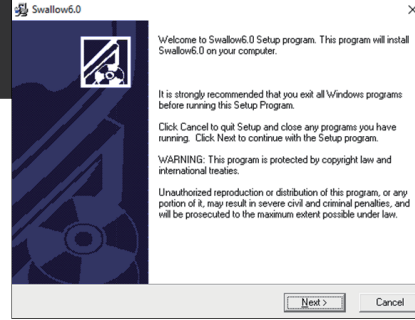 Swallow6.0
Welcome to Swallow6.0 Setup program. This program will install
Swallow6.0 on your computer.
It is strongly recommended that you exit all Windows programs
before running this Setup Program.
Click Cancel to quit Setup and close any programs you have
running. Click Next to continue with the Setup program.
WARNING: This program is protected by copyright law and
international treaties.
Unauthorized reproduction or distribution of this program, or any
portion of it, may result in severe civil and criminal penalties, and
will be prosecuted to the maximum extent possible under law.
Next >
Cancel